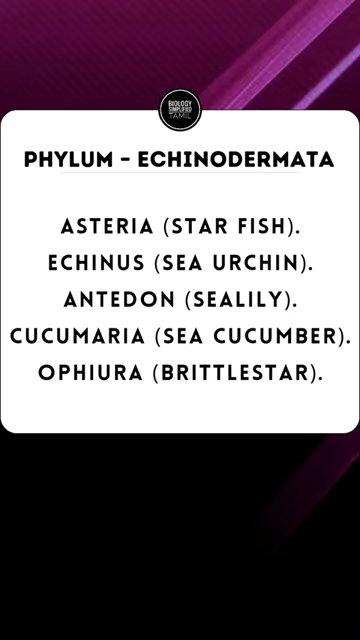 BIOLOGY
SIMPLIFIED
TAMIL
PHYLUM - ECHINODERMATA
ASTERIA (STAR FISH).
ECHINUS (SEA URCHIN).
ANTEDON (SEALILY).
CUCUMARIA (SEA CUCUMBER).
OPHIURA (BRITTLESTAR).